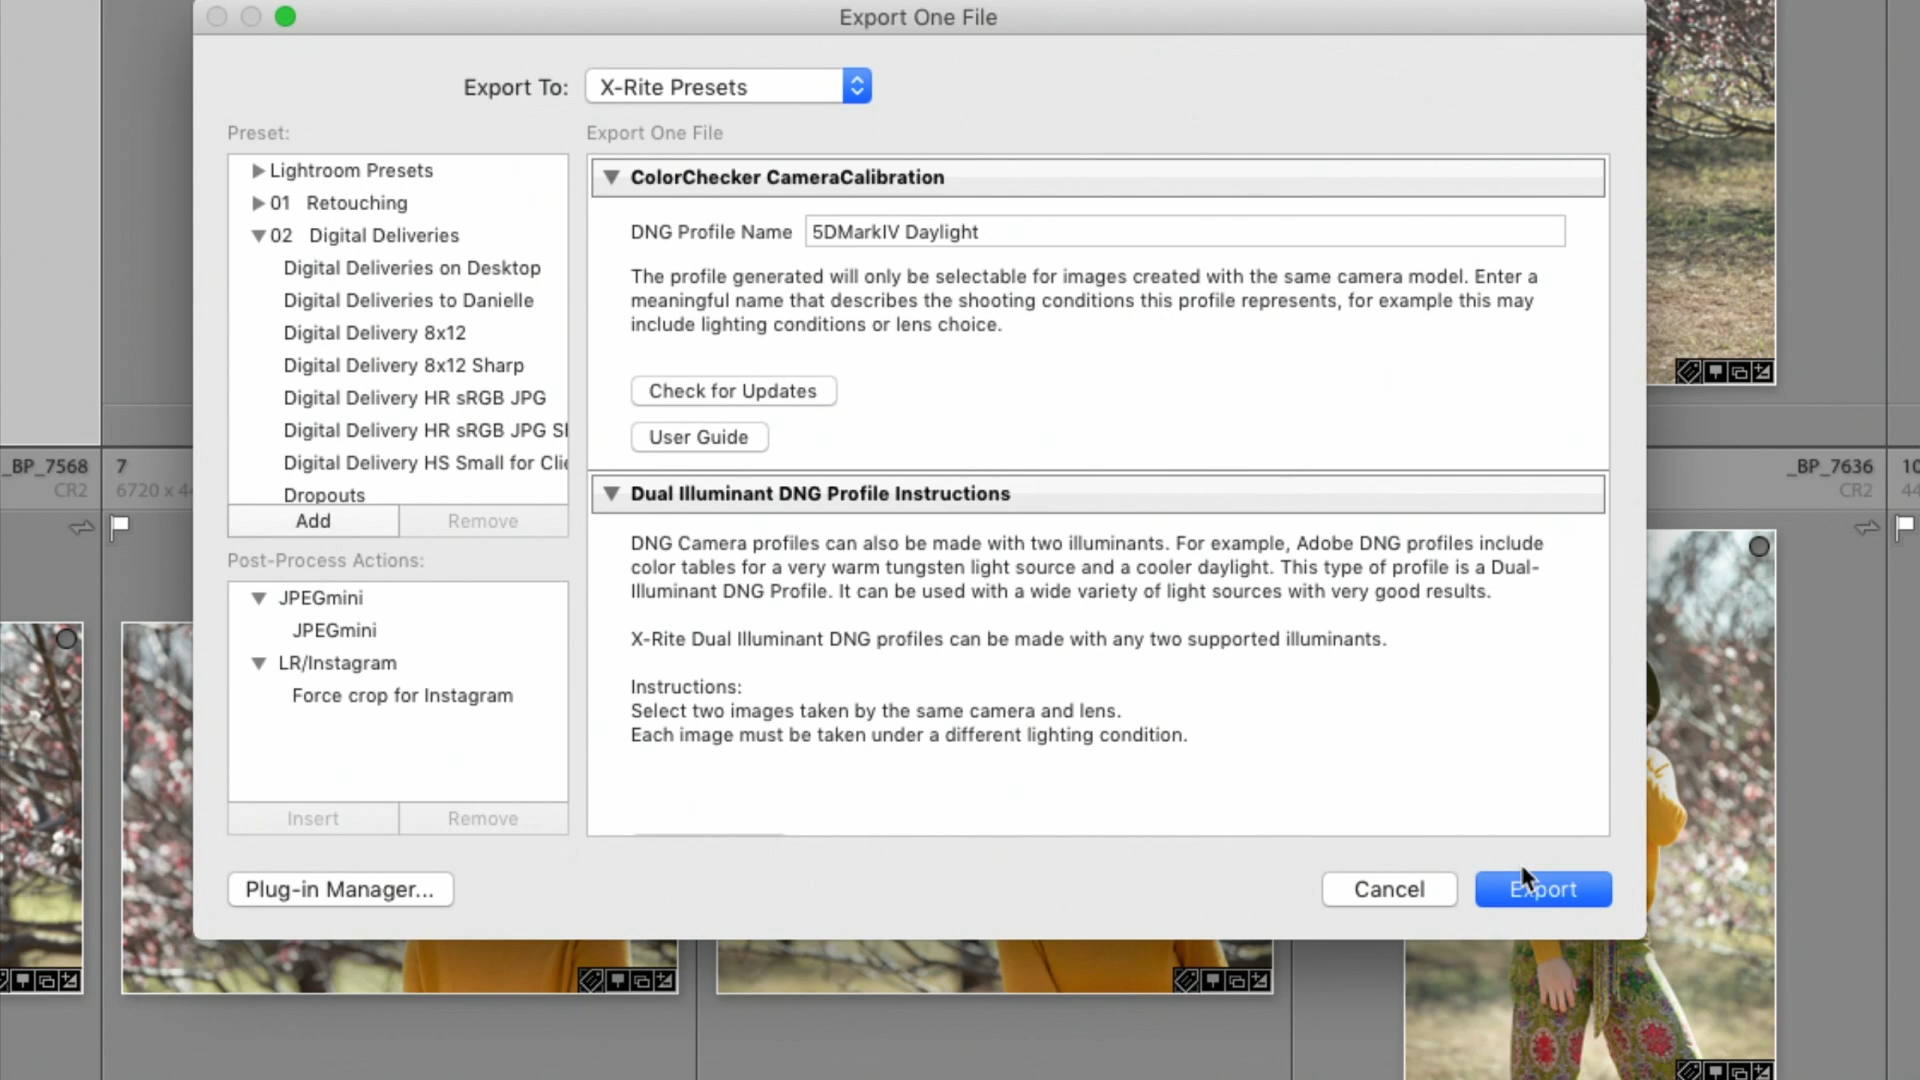 Export One File
Export To: X-Rite Presets
Preset:
Lightroom Presets
01 Retouching
02 Digital Deliveries
Digital Deliveries on Desktop
Digital Deliveries to Danielle
Digital Delivery 8x12
Digital Delivery 8x12 Sharp
Digital Delivery HR sRGB JPG
Digital Delivery HR sRGB JPG
Digital Delivery HS Small for
Dropouts
Add Remove
Post-Process Actions:
JPEGmini
JPEGmini
LR/Instagram
Force crop for Instagram
Insert Remove
Plug-in Manager...
Export One File
ColorChecker CameraCalibration
DNG Profile Name 5DMarkIV Daylight
The profile generated will only be selectable for images created with the same camera model. Enter a
meaningful name that describes the shooting conditions this profile represents, for example this may
include lighting conditions or lens choice.
Check for Updates
User Guide
Dual Illuminant DNG Profile Instructions
DNG Camera profiles can also be made with two illuminants. For example, Adobe DNG profiles include
color tables for a very warm tungsten light source and a cooler daylight. This type of profile is a Dual-
Illuminant DNG Profile. It can be used with a wide variety of light sources with very good results.
X-Rite Dual Illuminant DNG profiles can be made with any two supported illuminants.
Instructions:
Select two images taken by the same camera and lens.
Each image must be taken under a different lighting condition.
Cancel Export
_BP_7568
CR2
7
6720 x
_BP_7636
CR2